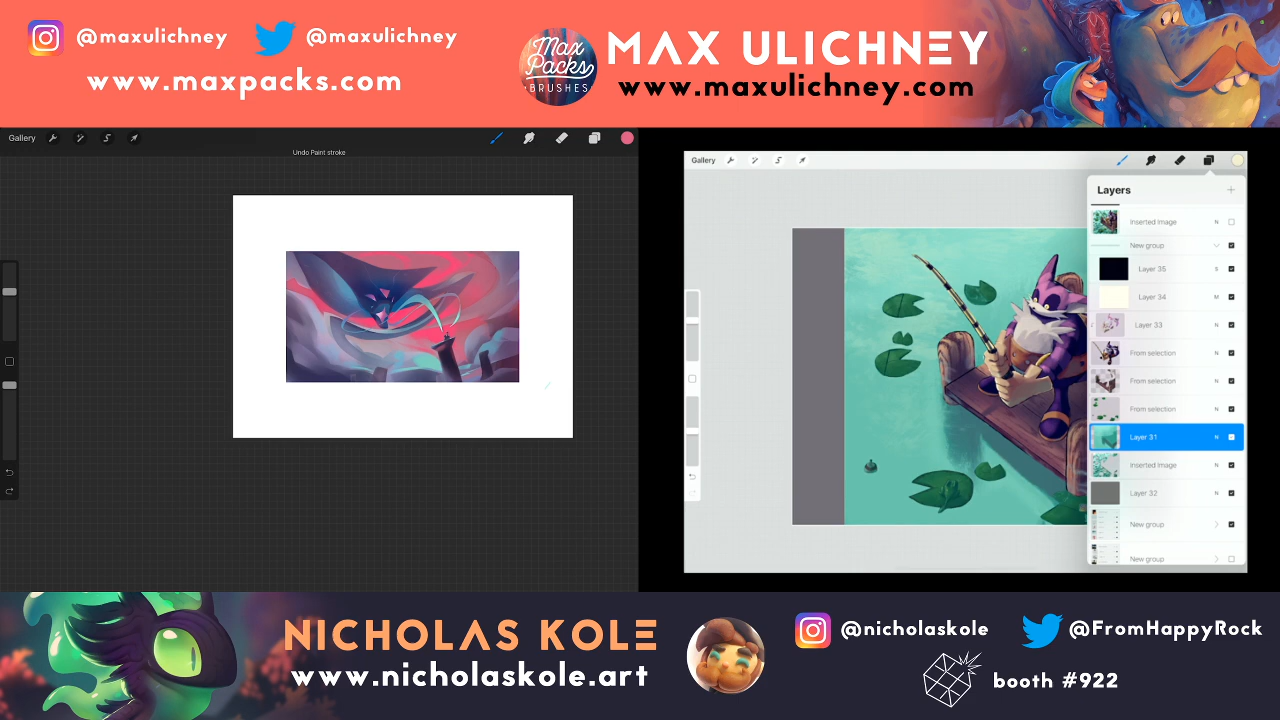 @maxulichney
@maxulichney
www.maxpacks.com
Max
Packs
BRUSHES
MAX ULICHNEY
www.maxulichney.com
Gallery
Undo Paint stroke
Gallery
Layers
Inserted Image N
New group
Layer 35 S
Layer 34 M
Layer 33 N
From selection N
From selection N
From selection N
Layer 31 N
Inserted Image N
Layer 32 N
New group
New group
NICHOLAS KOLE
www.nicholaskole.art
@nicholaskole
@FromHappyRock
booth #922